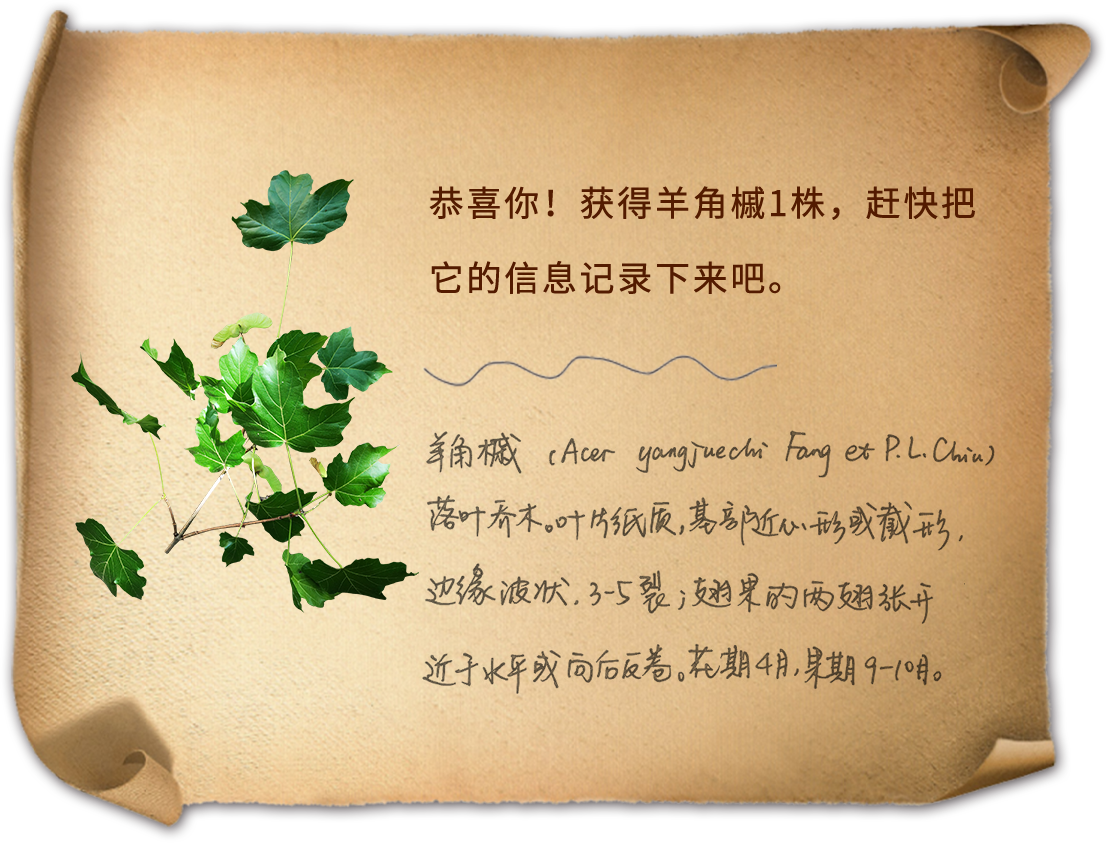 恭喜你！获得羊角槭1株，赶快把
它的信息记录下来吧。
羊角槭（Acer yangjuechi Fang et P.L.Chiu）
落叶乔木。叶片纸质，基部近心形或截形，
边缘波状，3-5裂；翅果的两翅张开
近于水平或向后反卷。花期4月，果期9-10月。